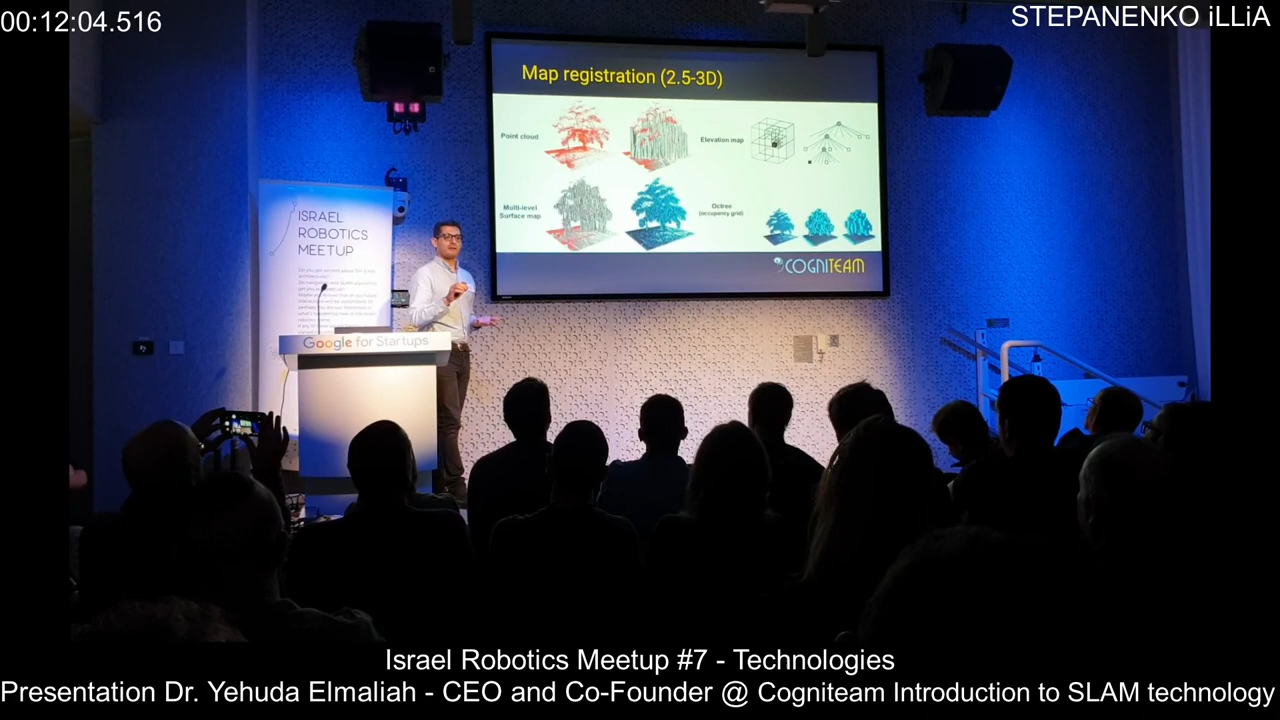 00:12:04.516
STEPANENKO iLLiA
Map registration (2.5-3D)
Point cloud
Elevation map
Multi-level
Surface map
Octree
(occupancy grid)
COGNITEAM
ISRAEL
ROBOTICS
MEETUP
Google for Startups
Israel Robotics Meetup #7 - Technologies
Presentation Dr. Yehuda Elmaliah - CEO and Co-Founder @ Cogniteam Introduction to SLAM technology